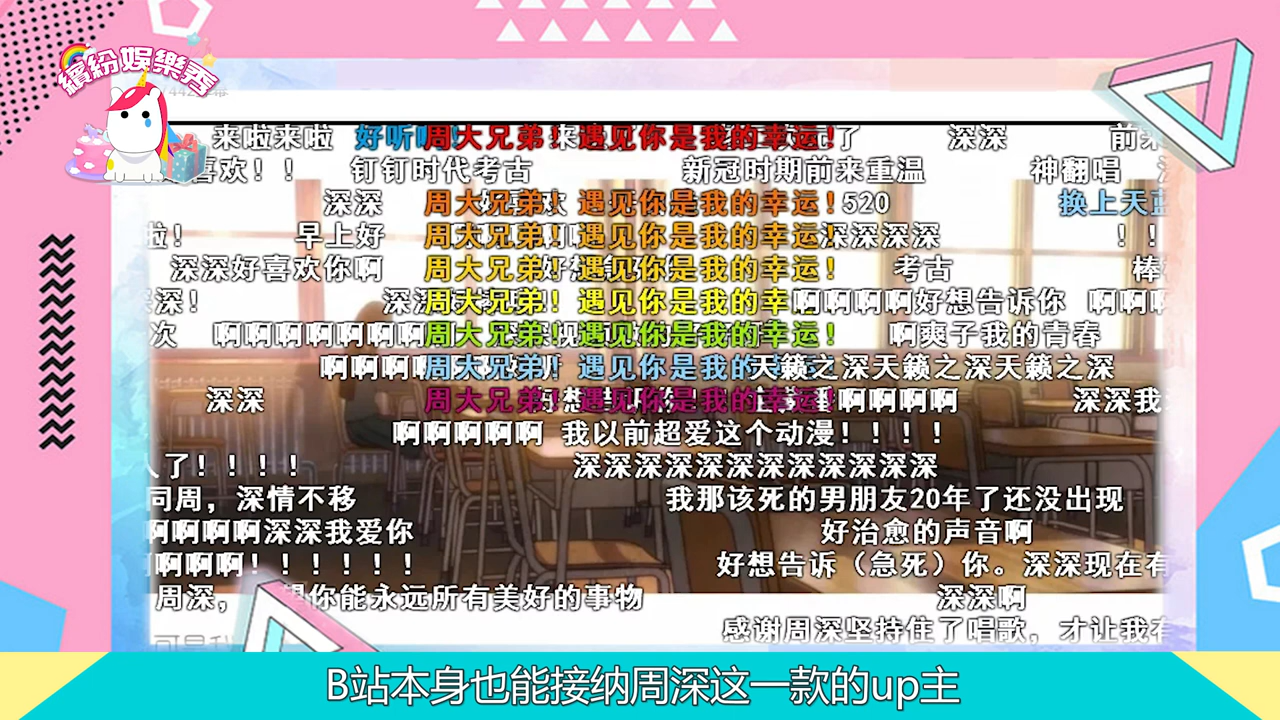 繽紛娛樂秀
来啦来啦 好听 周大兄弟！遇见你是我的幸运！ 深深 前来
喜欢！！ 钉钉时代考古 新冠时期前来重温 神翻唱
深深 周大兄弟！遇见你是我的幸运！520 换上天蓝
啦！ 早上好 周大兄弟！遇见你是我的幸运！深深深深 ！！
深深好喜欢你啊 周大兄弟！遇见你是我的幸运！ 考古 棒
深！ 深深 周大兄弟！遇见你是我的幸 啊啊啊啊好想告诉你 啊啊啊
次 啊啊啊啊啊啊啊 周大兄弟！遇见你是我的幸运！ 啊爽子我的青春
啊啊啊 周大兄弟！遇见你是我的 天籁之深天籁之深天籁之深
深深 周大兄弟！遇见你是我的幸运！啊啊啊啊 深深我
啊啊啊啊啊 我以前超爱这个动漫！！！！
人了！！！！ 深深深深深深深深深深深深
同周，深情不移 我那该死的男朋友20年了还没出现
啊啊啊啊深深我爱你 好治愈的声音啊
啊啊啊！！！！！！ 好想告诉（急死）你。深深现在有
周深， 望你能永远所有美好的事物 深深啊
可是我 感谢周深坚持住了唱歌，才让我有
B站本身也能接纳周深这一款的up主